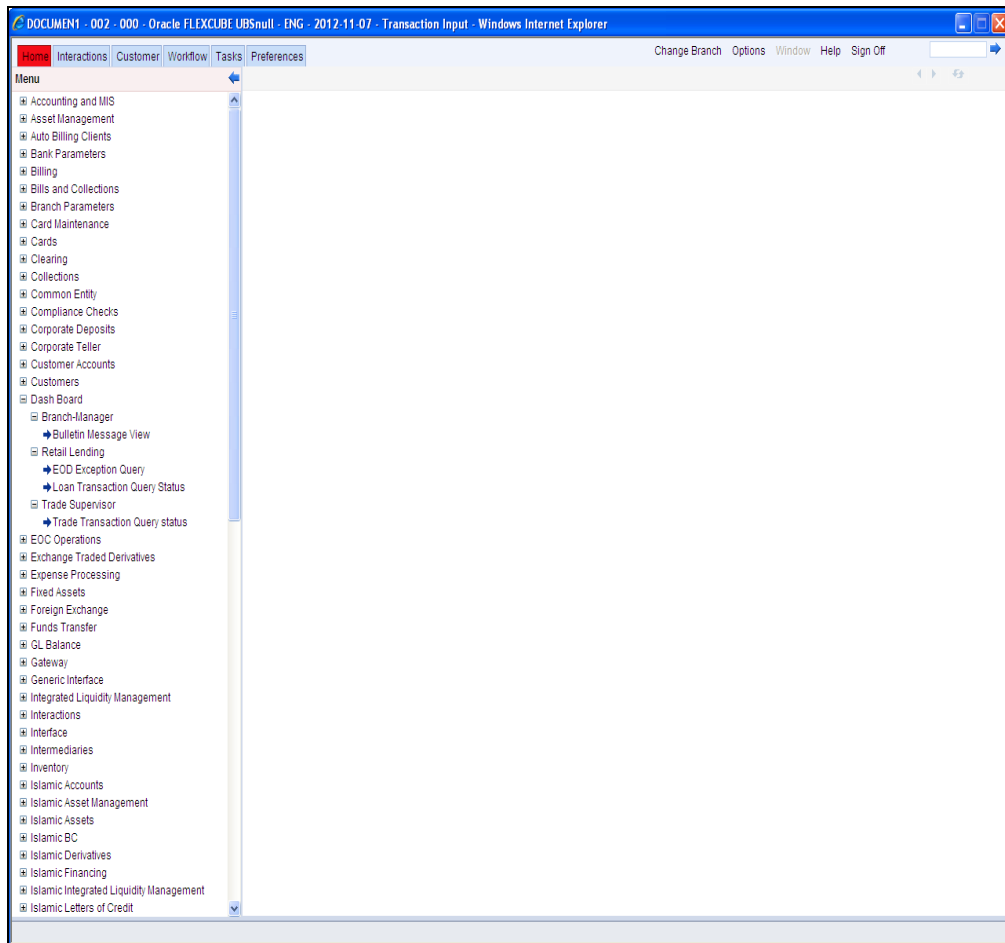 DOCUMEN1 - 002 - 000 - Oracle FLEXCUBE UBSnull - ENG - 2012-11-07 - Transaction Input - Windows Internet Explorer
Home Interactions Customer Workflow Tasks Preferences Change Branch Options Window Help Sign Off
Menu
Accounting and MIS
Asset Management
Auto Billing Clients
Bank Parameters
Billing
Bills and Collections
Branch Parameters
Card Maintenance
Cards
Clearing
Collections
Common Entity
Compliance Checks
Corporate Deposits
Corporate Teller
Customer Accounts
Customers
Dash Board
Branch-Manager
Bulletin Message View
Retail Lending
EOD Exception Query
Loan Transaction Query Status
Trade Supervisor
Trade Transaction Query status
EOC Operations
Exchange Traded Derivatives
Expense Processing
Fixed Assets
Foreign Exchange
Funds Transfer
GL Balance
Gateway
Generic Interface
Integrated Liquidity Management
Interactions
Interface
Intermediaries
Inventory
Islamic Accounts
Islamic Asset Management
Islamic Assets
Islamic BC
Islamic Derivatives
Islamic Financing
Islamic Integrated Liquidity Management
Islamic Letters of Credit